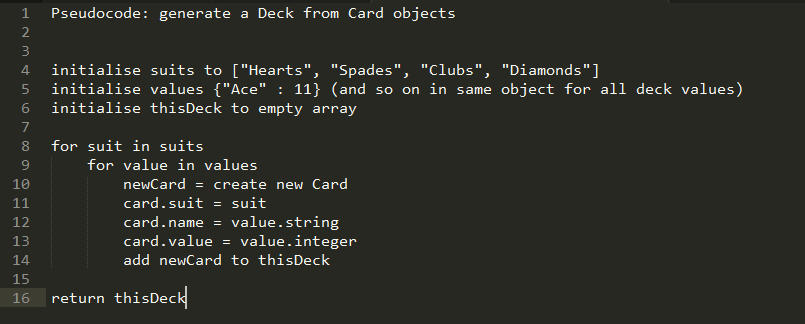 1 Pseudocode: generate a Deck from Card objects
2
3
4 initialise suits to ["Hearts", "Spades", "Clubs", "Diamonds"]
5 initialise values {"Ace" : 11} (and so on in same object for all deck values)
6 initialise thisDeck to empty array
7
8 for suit in suits
9     for value in values
10         newCard = create new Card
11         card.suit = suit
12         card.name = value.string
13         card.value = value.integer
14         add newCard to thisDeck
15
16 return thisDeck